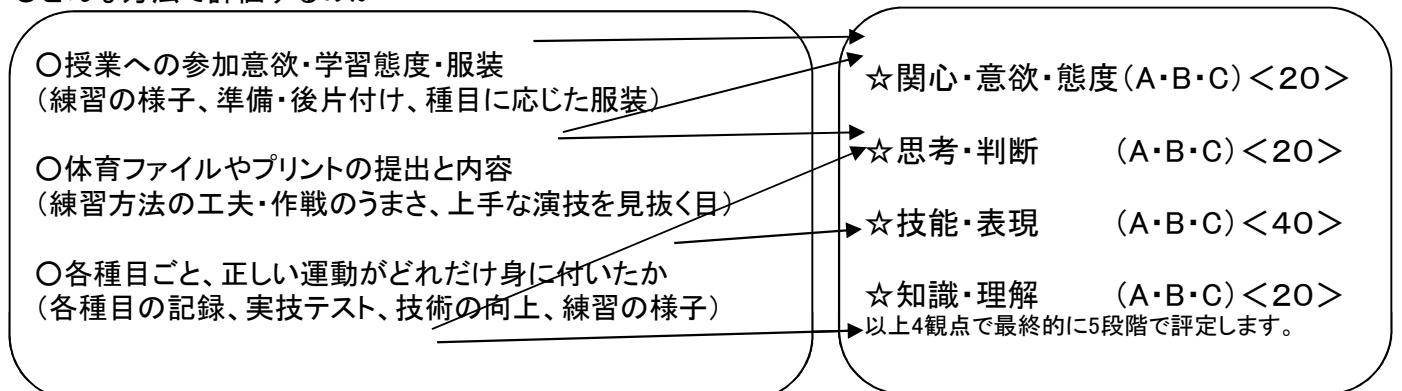 〇授業への参加意欲・学習態度・服装
(練習の様子、準備・後片付け、種目に応じた服装)
〇体育ファイルやプリントの提出と内容
(練習方法の工夫・作戦のうまさ、上手な演技を見抜く目)
〇各種目ごと、正しい運動がどれだけ身に付いたか
(各種目の記録、実技テスト、技術の向上、練習の様子)
☆関心・意欲・態度(A・B・C)<20>
☆思考・判断 (A・B・C)<20>
☆技能・表現 (A・B・C)<40>
☆知識・理解 (A・B・C)<20>
以上4観点で最終的に5段階で評定します。